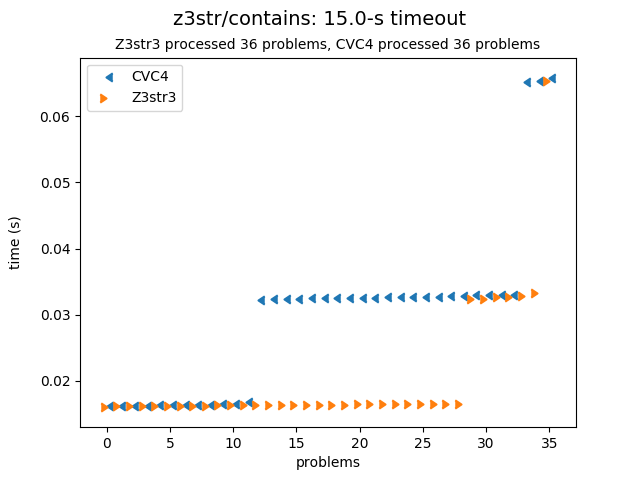 z3str/contains: 15.0-s timeout
Z3str3 processed 36 problems, CVC4 processed 36 problems
CVC4
Z3str3
0.06
0.05
0.04
0.03
0.02
time (s)
0 5 10 15 20 25 30 35
problems